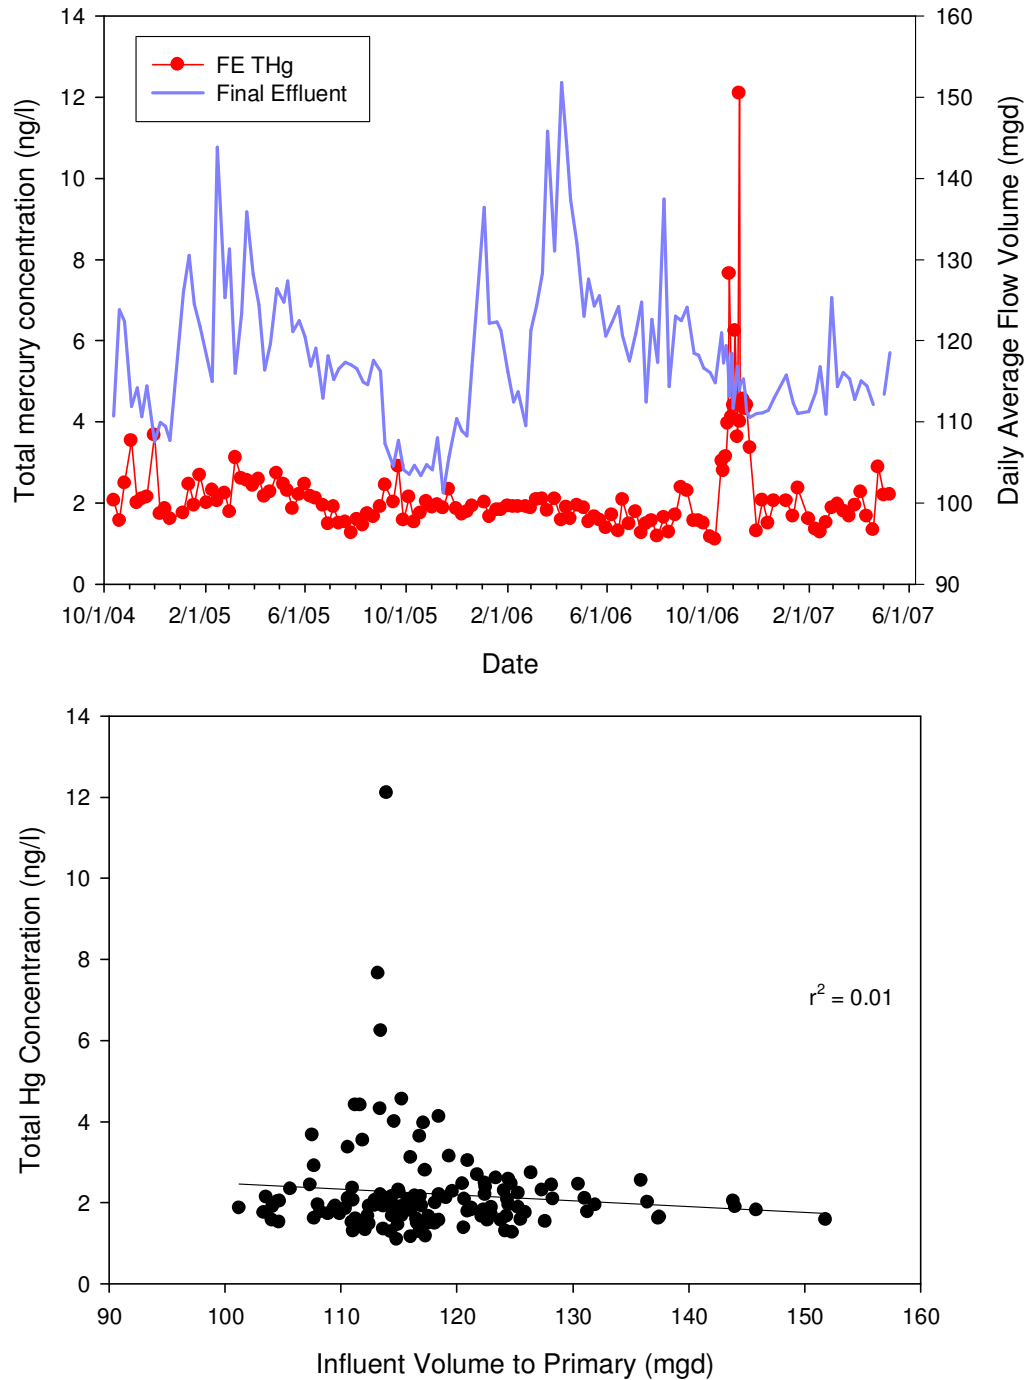 14
12
10
8
6
4
2
0
Total mercury concentration (ng/l)
FE THg
Final Effluent
160
150
140
130
120
110
100
90
Daily Average Flow Volume (mgd)
10/1/04 2/1/05 6/1/05 10/1/05 2/1/06 6/1/06 10/1/06 2/1/07 6/1/07
Date
14
12
10
8
6
4
2
0
Total Hg Concentration (ng/l)
r² = 0.01
90 100 110 120 130 140 150 160
Influent Volume to Primary (mgd)